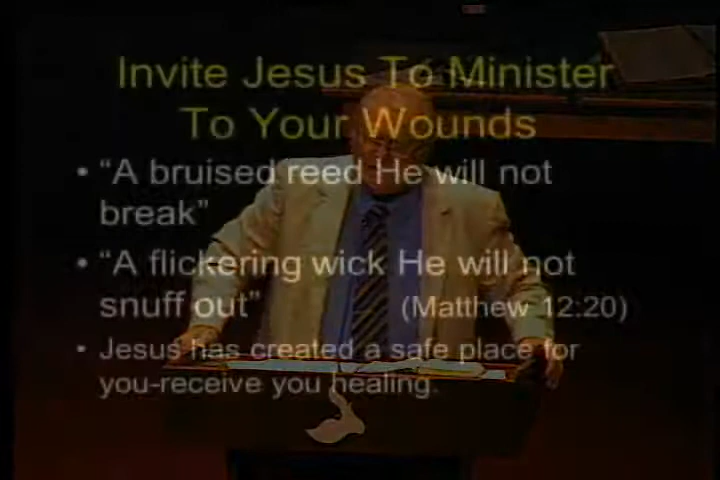 Invite Jesus To Minister
To Your Wounds
• “A bruised reed He will not
break”
• “A flickering wick He will not
snuff out” (Matthew 12:20)
• Jesus has created a safe place for
you-receive you healing.